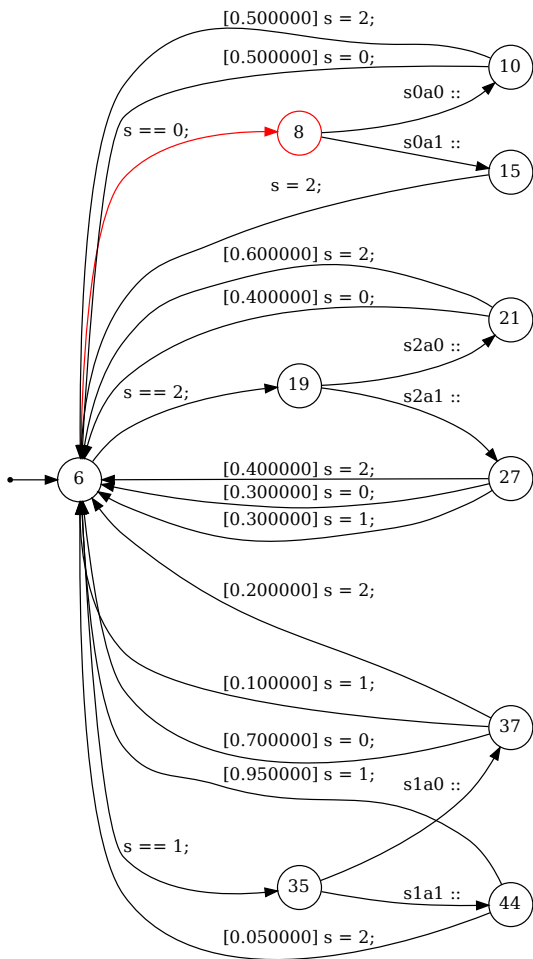 [0.500000] s = 2;
[0.500000] s = 0;
10
s0a0 ::
s == 0;
8
s0a1 ::
15
s = 2;
[0.600000] s = 2;
[0.400000] s = 0;
21
s2a0 ::
s == 2;
19
s2a1 ::
6
[0.400000] s = 2;
27
[0.300000] s = 0;
[0.300000] s = 1;
[0.200000] s = 2;
[0.100000] s = 1;
37
[0.700000] s = 0;
[0.950000] s = 1;
s1a0 ::
s == 1;
35
s1a1 ::
44
[0.050000] s = 2;